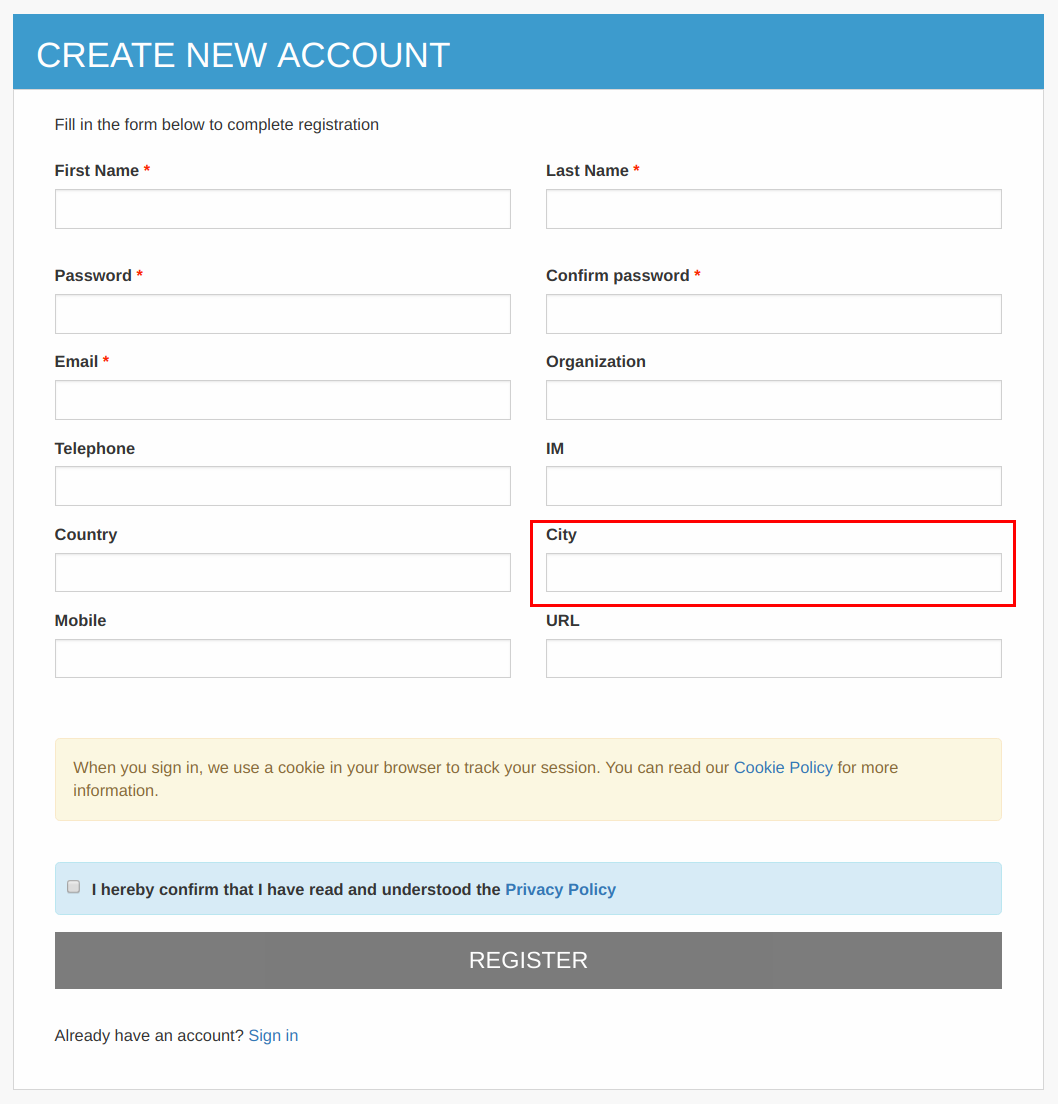 CREATE NEW ACCOUNT
Fill in the form below to complete registration
First Name *
Last Name *
Password *
Confirm password *
Email *
Organization
Telephone
IM
Country
City
Mobile
URL
When you sign in, we use a cookie in your browser to track your session. You can read our Cookie Policy for more
information.
I hereby confirm that I have read and understood the Privacy Policy
REGISTER
Already have an account? Sign in